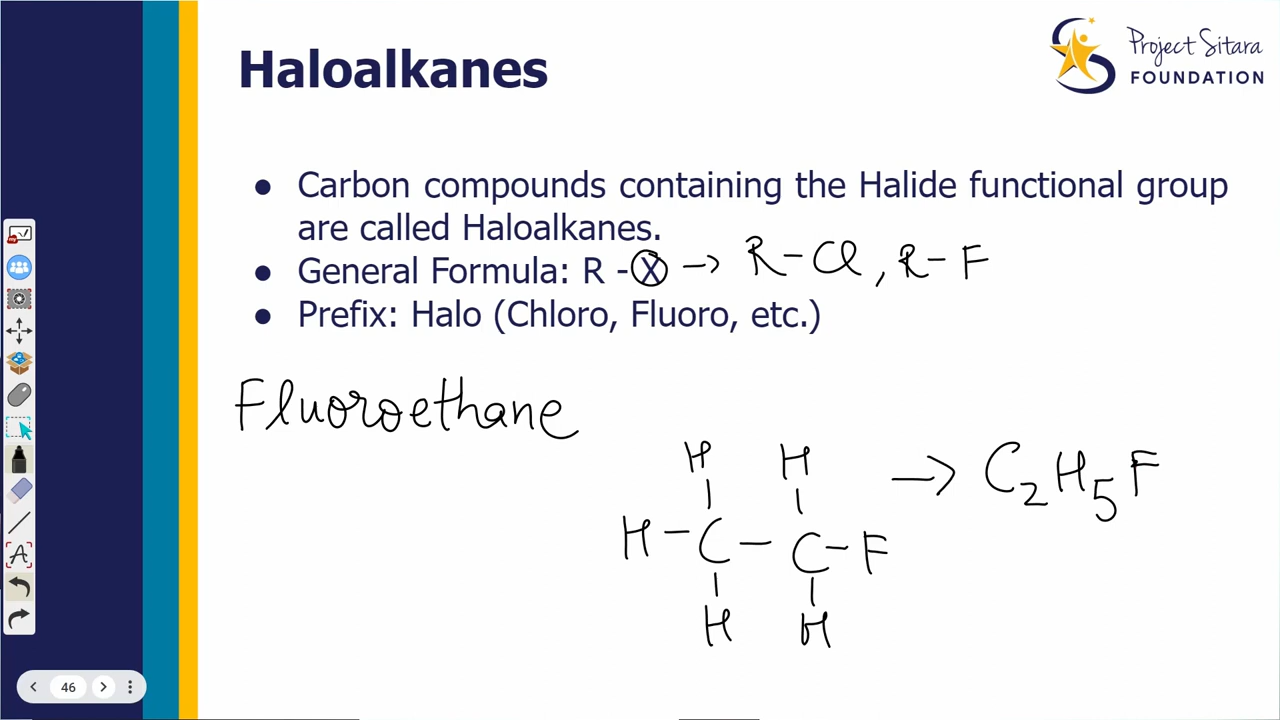 Haloalkanes
Project Sitara
FOUNDATION
● Carbon compounds containing the Halide functional group
are called Haloalkanes.
● General Formula: R -X → R-Cl, R-F
● Prefix: Halo (Chloro, Fluoro, etc.)
Fluoroethane
H H
H-C-C-F
H H
→ C₂H₅F
A
46